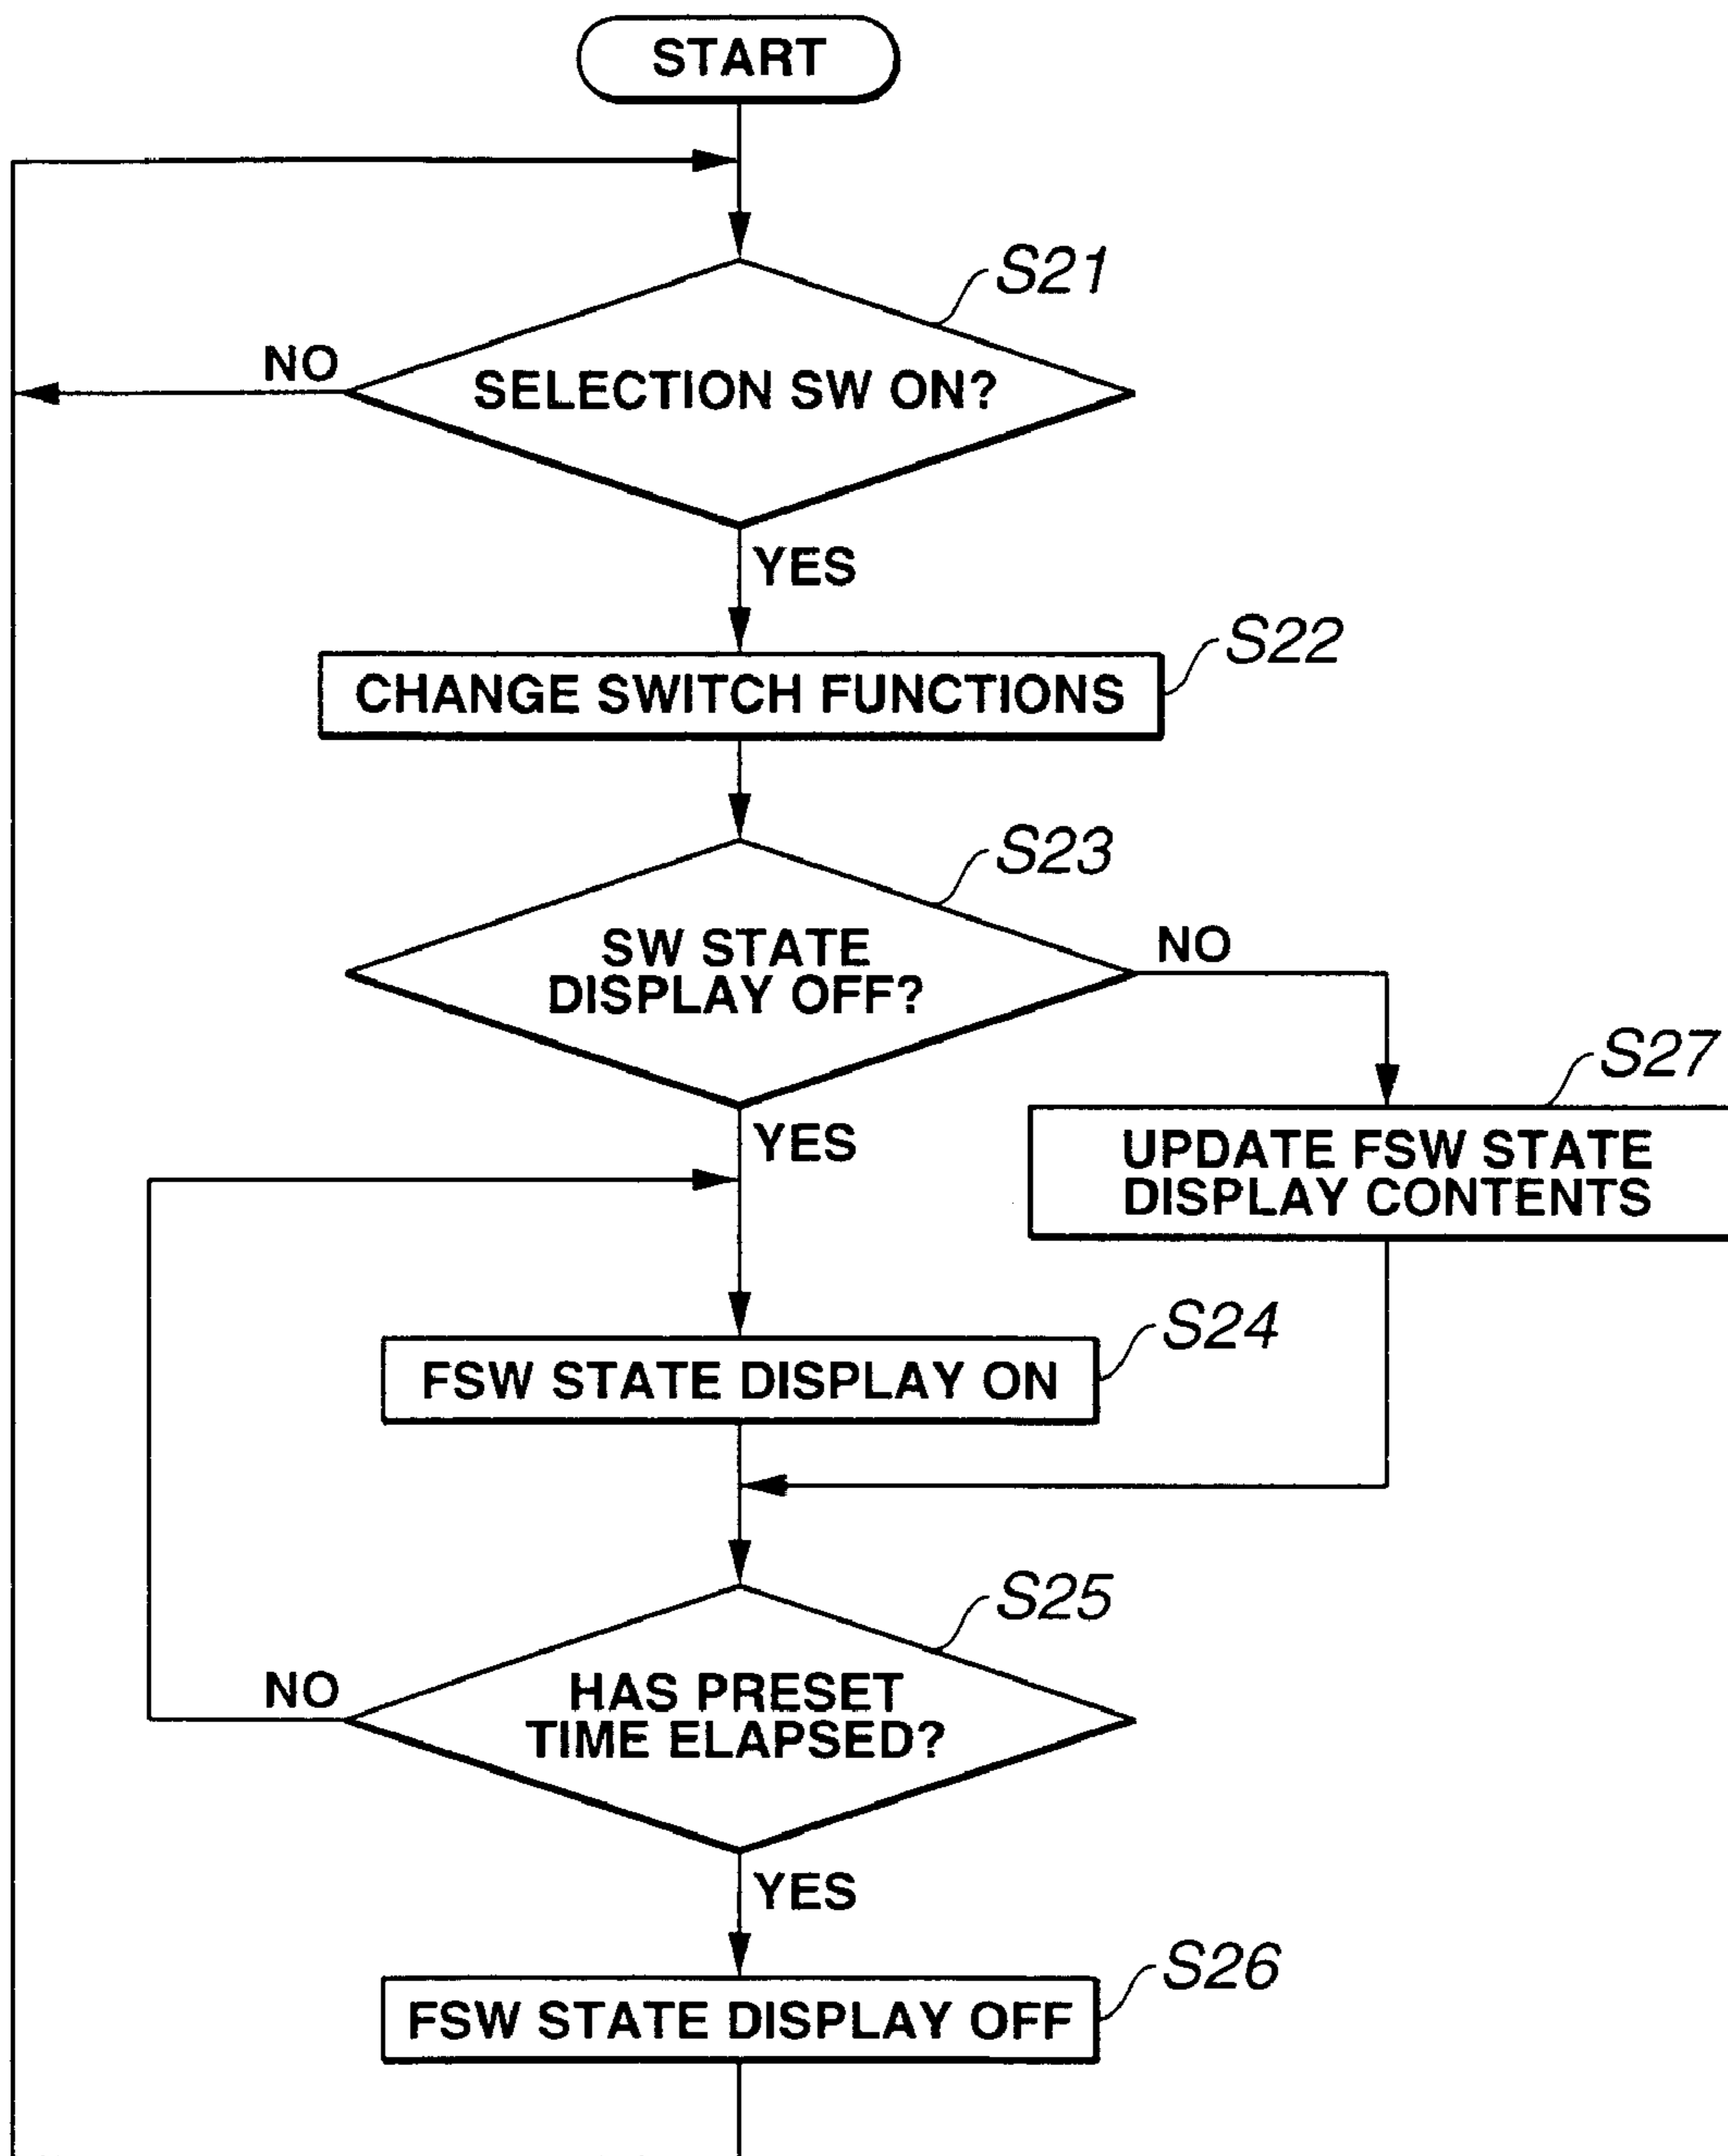 START
S21
NO
SELECTION SW ON?
YES
S22
CHANGE SWITCH FUNCTIONS
S23
SW STATE
DISPLAY OFF?
NO
YES
S27
UPDATE FSW STATE
DISPLAY CONTENTS
S24
FSW STATE DISPLAY ON
S25
NO
HAS PRESET
TIME ELAPSED?
YES
S26
FSW STATE DISPLAY OFF